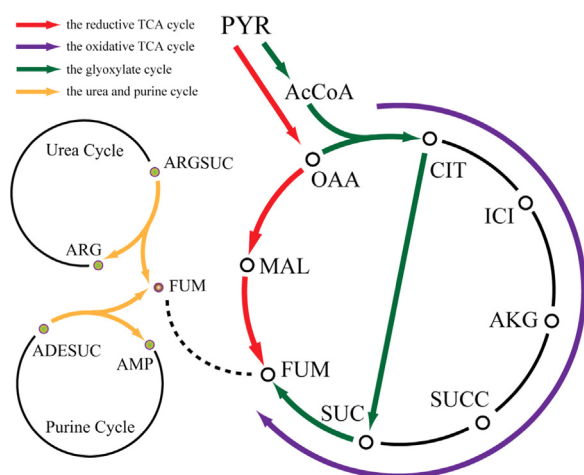 the reductive TCA cycle
the oxidative TCA cycle
the glyoxylate cycle
the urea and purine cycle
PYR
AcCoA
OAA
CIT
ICI
MAL
AKG
FUM
SUCC
SUC
Urea Cycle
ARGSUC
ARG
FUM
ADESUC
AMP
Purine Cycle